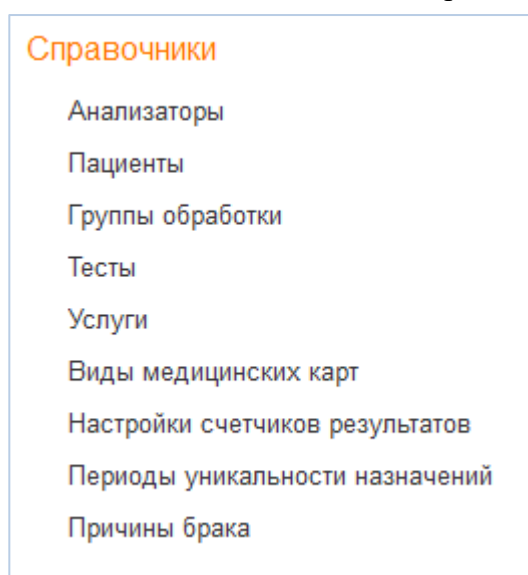 Справочники
Анализаторы
Пациенты
Группы обработки
Тесты
Услуги
Виды медицинских карт
Настройки счетчиков результатов
Периоды уникальности назначений
Причины брака